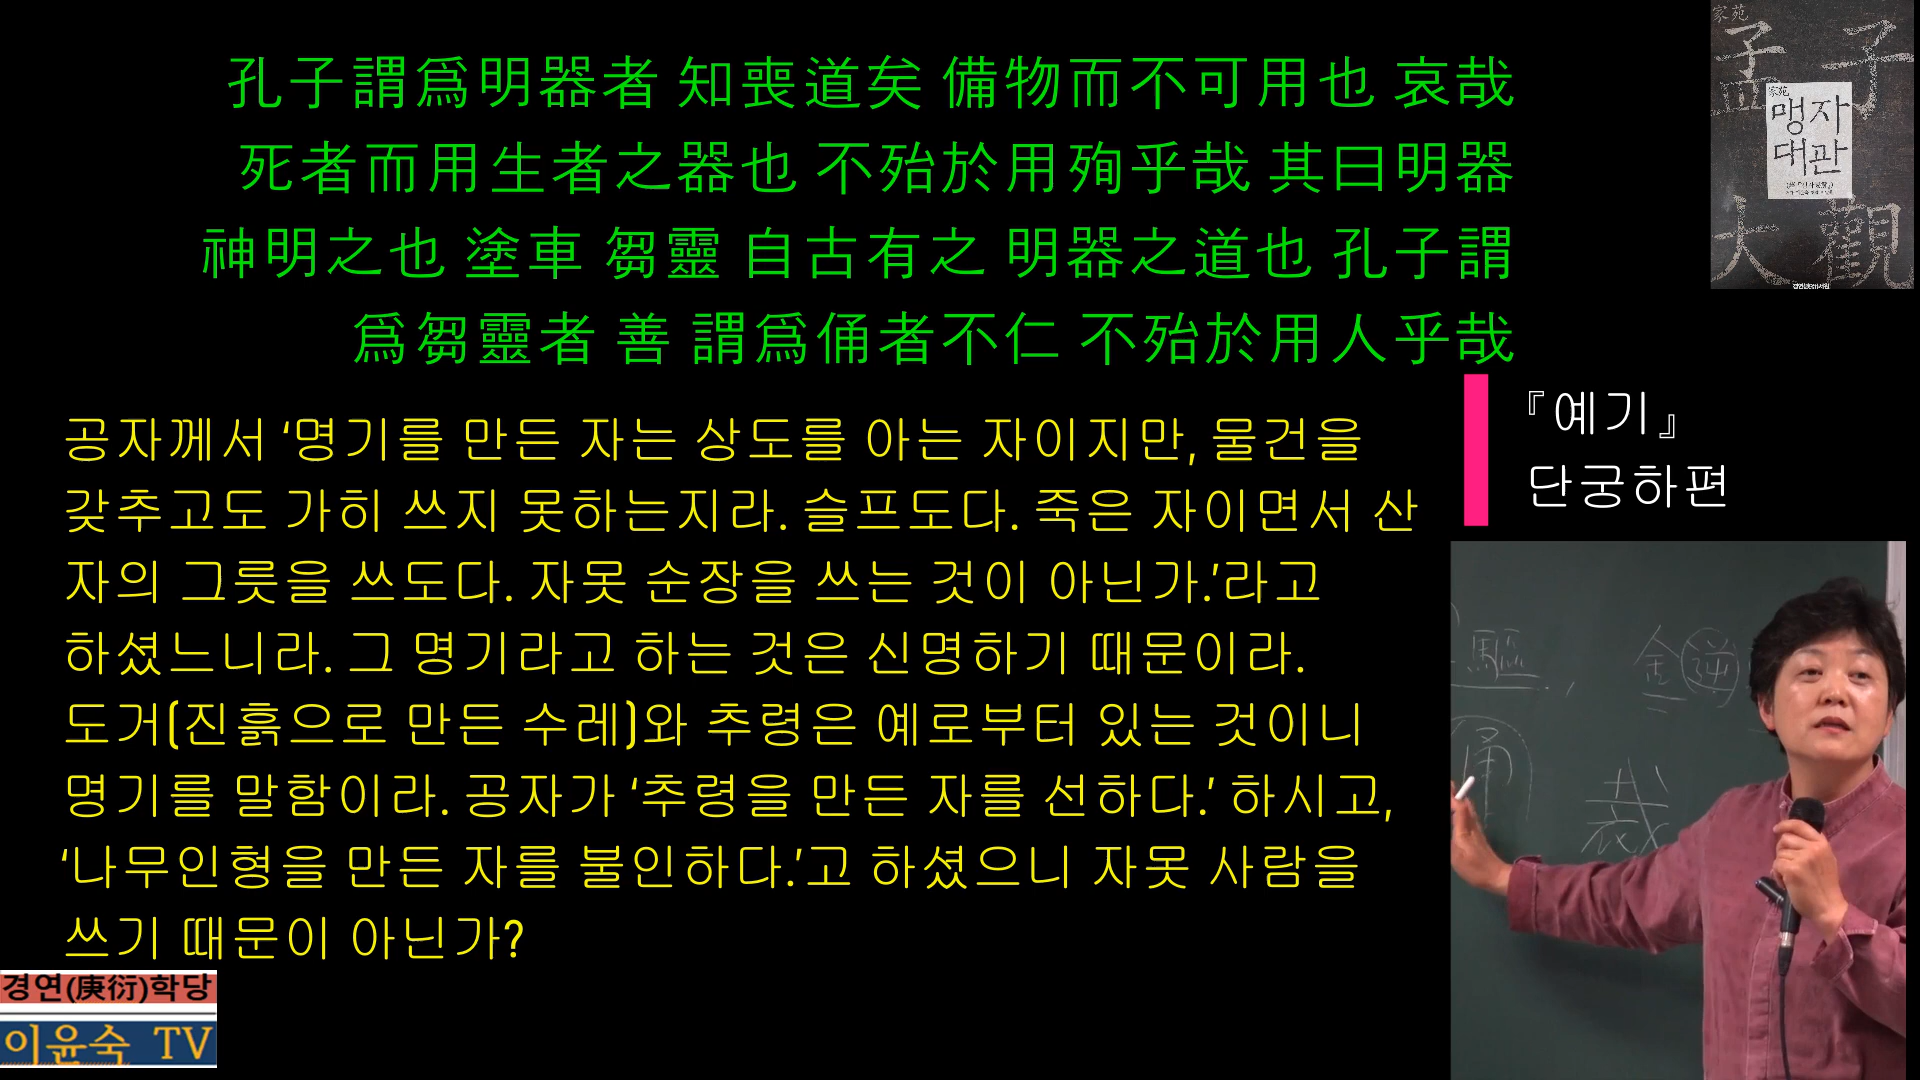 孔子謂爲明器者 知喪道矣 備物而不可用也 哀哉
死者而用生者之器也 不殆於用殉乎哉 其曰明器
神明之也 塗車 芻靈 自古有之 明器之道也 孔子謂
爲芻靈者 善 謂爲俑者不仁 不殆於用人乎哉
공자께서 ‘명기를 만든 자는 상도를 아는 자이지만, 물건을
갖추고도 가히 쓰지 못하는지라. 슬프도다. 죽은 자이면서 산
자의 그릇을 쓰도다. 자못 순장을 쓰는 것이 아닌가.’라고
하셨느니라. 그 명기라고 하는 것은 신명하기 때문이라.
도거(진흙으로 만든 수레)와 추령은 예로부터 있는 것이니
명기를 말함이라. 공자가 ‘추령을 만든 자를 선하다.’ 하시고,
‘나무인형을 만든 자를 불인하다.’고 하셨으니 자못 사람을
쓰기 때문이 아닌가?
『예기』
단궁하편
家苑
孟子
家苑
맹자
대관
大觀
驅
金 逆
俑
裁
경연(庚衍)학당
이윤숙 TV